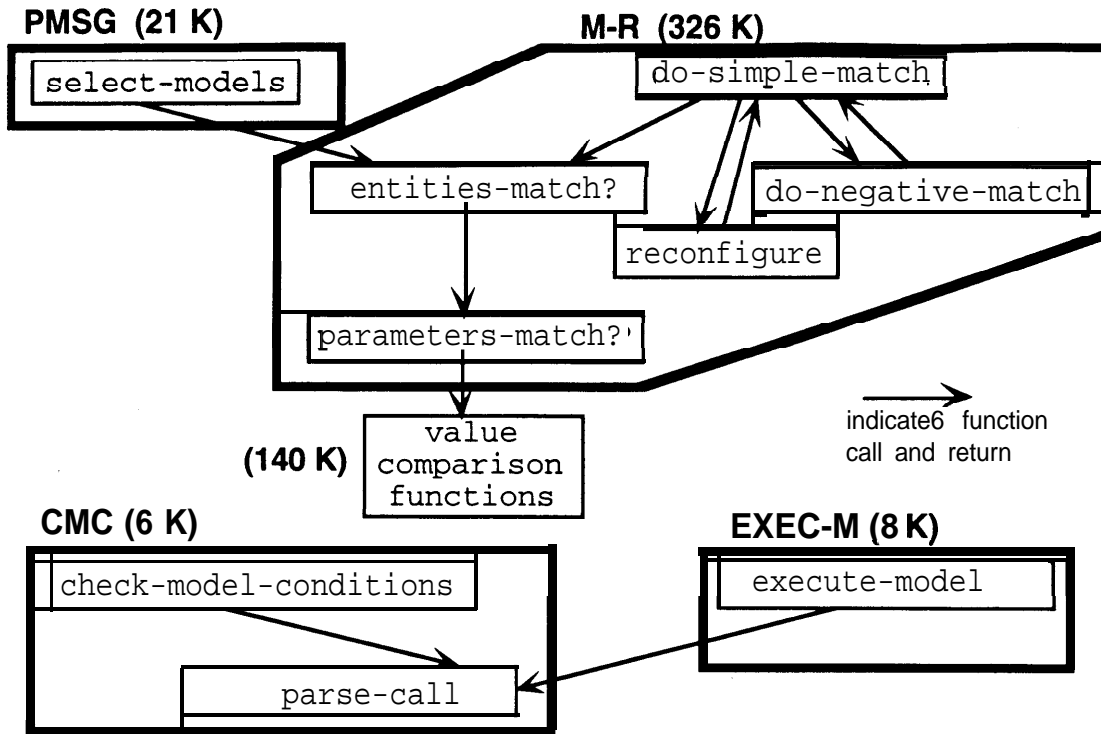 PMSG (21 K)
M-R (326 K)
select-models
do-simple-match
entities-match?
do-negative-match
reconfigure
parameters-match?'
indicate6 function
call and return
(140 K)
value
comparison
functions
CMC (6 K)
EXEC-M (8 K)
check-model-conditions
execute-model
parse-call